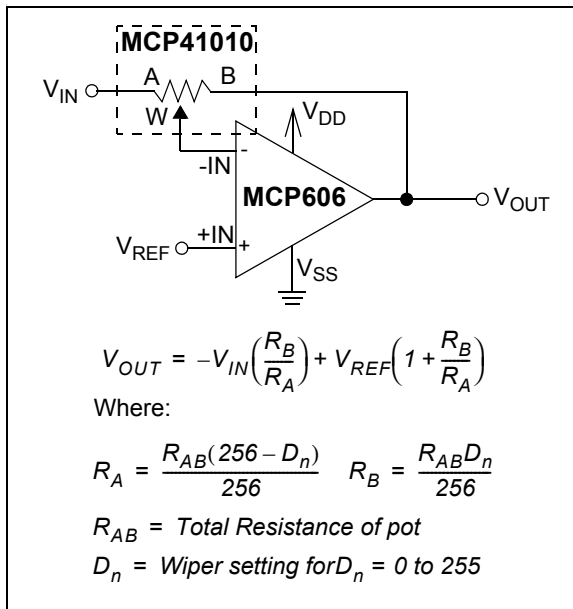 MCP41010
A B
V_IN
W
V_DD
-IN
-
MCP606
V_OUT
V_REF
+IN
+
V_SS
V_OUT = -V_IN(R_B/R_A) + V_REF(1 + R_B/R_A)
Where:
R_A = R_AB(256 – D_n)/256 R_B = R_AB D_n/256
R_AB = Total Resistance of pot
D_n = Wiper setting forD_n = 0 to 255